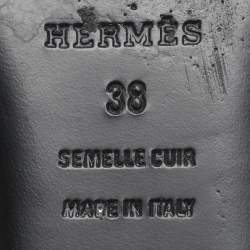 HERMÈS
38
SEMELLE CUIR
MADE IN ITALY